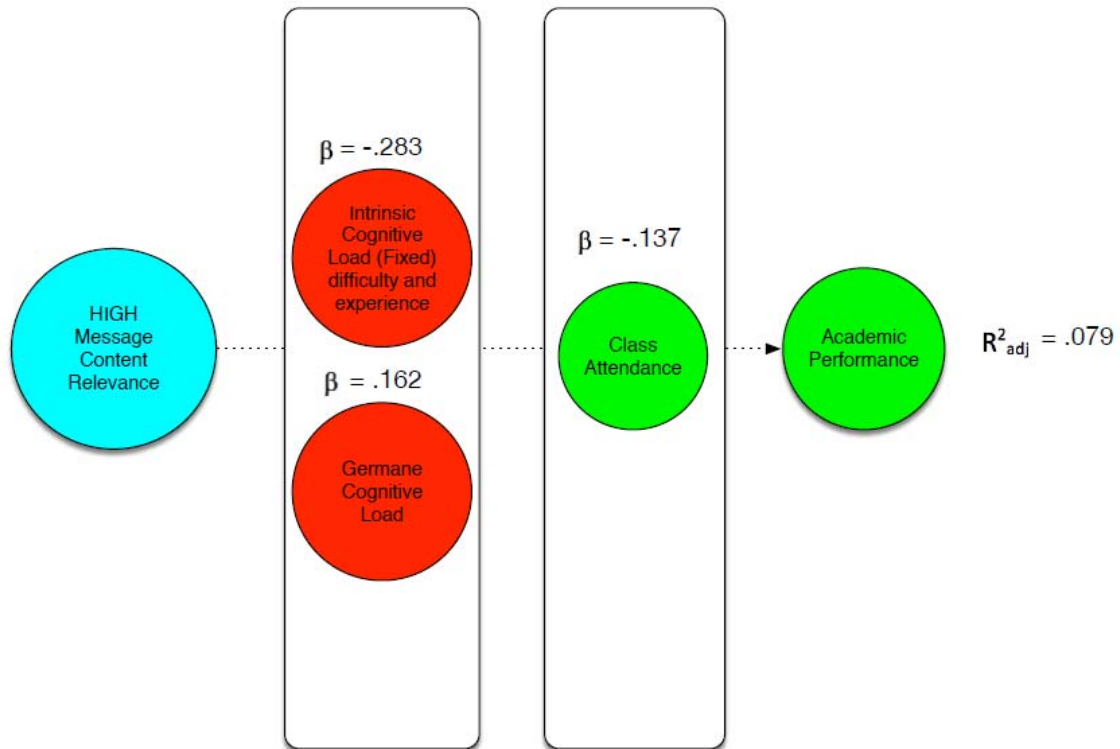 HIGH
Message
Content
Relevance
β = -.283
Intrinsic
Cognitive
Load (Fixed)
difficulty and
experience
β = .162
Germane
Cognitive
Load
β = -.137
Class
Attendance
Academic
Performance
R²adj = .079